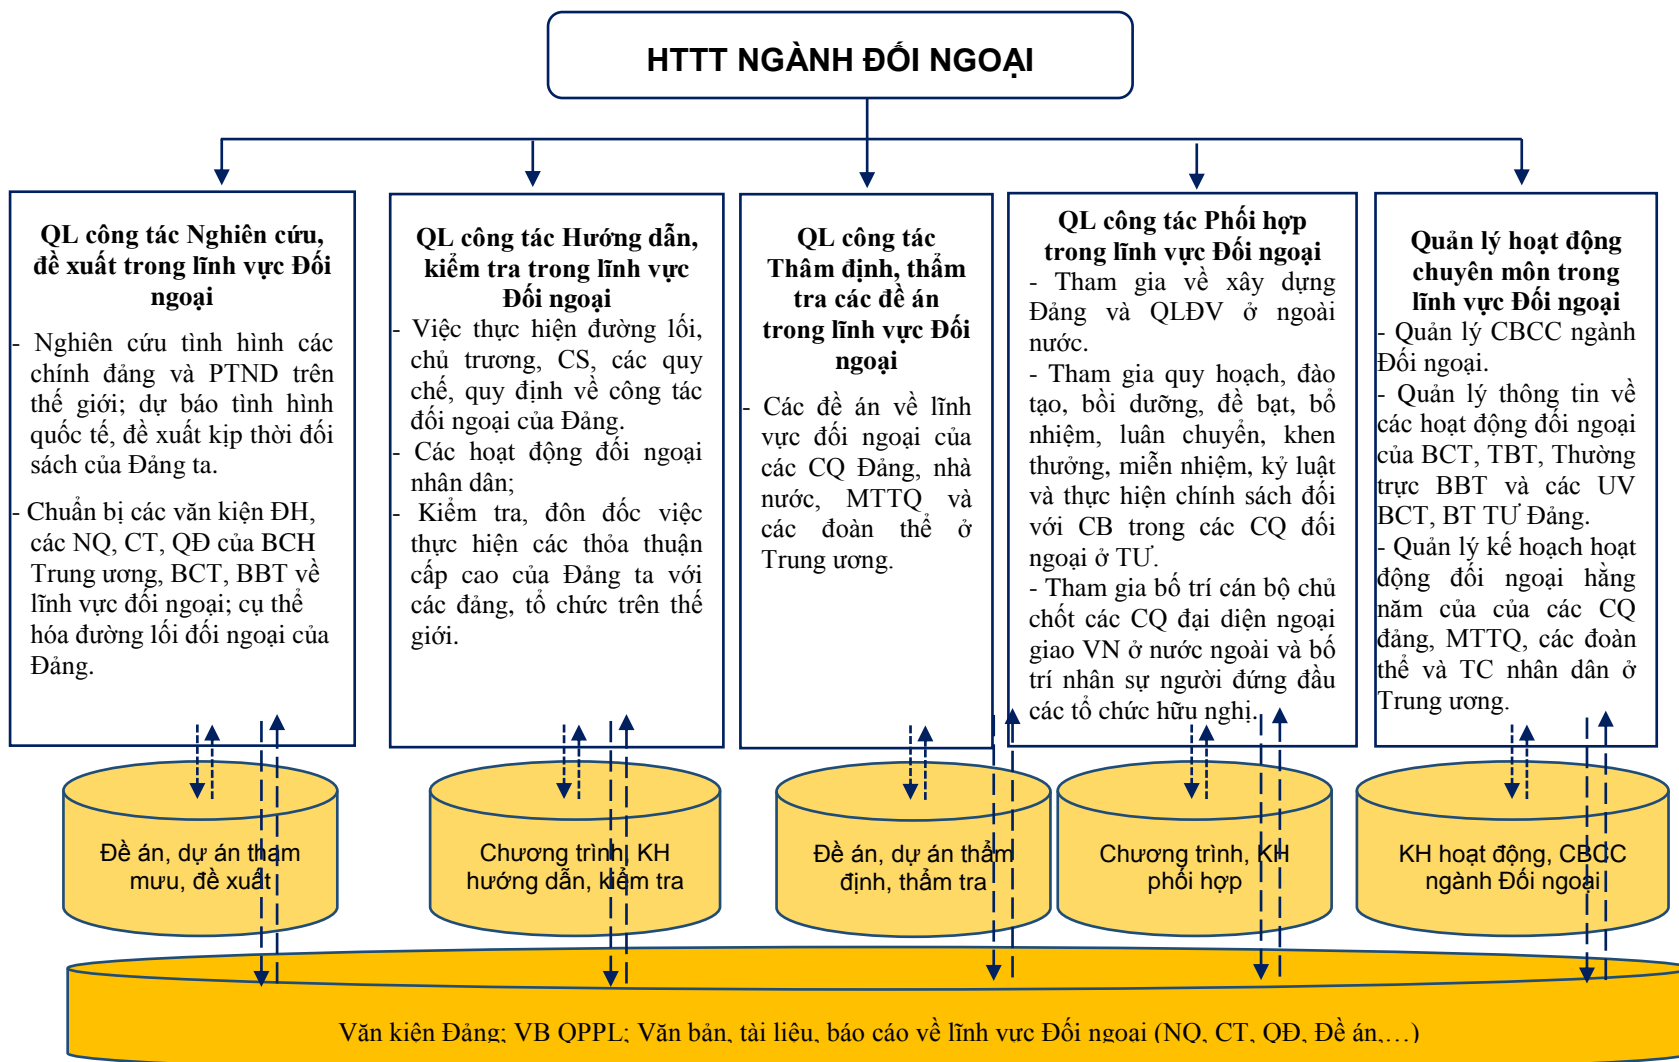 HTTT NGÀNH ĐỐI NGOẠI
QL công tác Nghiên cứu,
đề xuất trong lĩnh vực Đối
ngoại
- Nghiên cứu tình hình các
chính đảng và PTND trên
thế giới; dự báo tình hình
quốc tế, đề xuất kịp thời đối
sách của Đảng ta.
- Chuẩn bị các văn kiện ĐH,
các NQ, CT, QĐ của BCH
Trung ương, BCT, BBT về
lĩnh vực đối ngoại; cụ thể
hóa đường lối đối ngoại của
Đảng.
QL công tác Hướng dẫn,
kiểm tra trong lĩnh vực
Đối ngoại
- Việc thực hiện đường lối,
chủ trương, CS, các quy
chế, quy định về công tác
đối ngoại của Đảng.
- Các hoạt động đối ngoại
nhân dân;
- Kiểm tra, đôn đốc việc
thực hiện các thỏa thuận
cấp cao của Đảng ta với
các đảng, tổ chức trên thế
giới.
QL công tác
Thâm định, thẩm
tra các đề án
trong lĩnh vực Đối
ngoại
- Các đề án về lĩnh
vực đối ngoại của
các CQ Đảng, nhà
nước, MTTQ và
các đoàn thể ở
Trung ương.
QL công tác Phối hợp
trong lĩnh vực Đối ngoại
- Tham gia về xây dựng
Đảng và QLĐV ở ngoài
nước.
- Tham gia quy hoạch, đào
tạo, bồi dưỡng, đề bạt, bổ
nhiệm, luân chuyển, khen
thưởng, miễn nhiệm, kỷ luật
và thực hiện chính sách đối
với CB trong các CQ đối
ngoại ở TƯ.
- Tham gia bố trí cán bộ chủ
chốt các CQ đại diện ngoại
giao VN ở nước ngoài và bố
trí nhân sự người đứng đầu
các tổ chức hữu nghị.
Quản lý hoạt động
chuyên môn trong
lĩnh vực Đối ngoại
- Quản lý CBCC ngành
Đối ngoại.
- Quản lý thông tin về
các hoạt động đối ngoại
của BCT, TBT, Thường
trực BBT và các UV
BCT, BT TƯ Đảng.
- Quản lý kế hoạch hoạt
động đối ngoại hằng
năm của của các CQ
đảng, MTTQ, các đoàn
thể và TC nhân dân ở
Trung ương.
Đề án, dự án tham
mưu, đề xuất
Chương trình, KH
hướng dẫn, kiểm tra
Đề án, dự án thẩm
định, thẩm tra
Chương trình, KH
phối hợp
KH hoạt động, CBCC
ngành Đối ngoại
Văn kiện Đảng; VB QPPL; Văn bản, tài liệu, báo cáo về lĩnh vực Đối ngoại (NQ, CT, QĐ, Đề án,…)